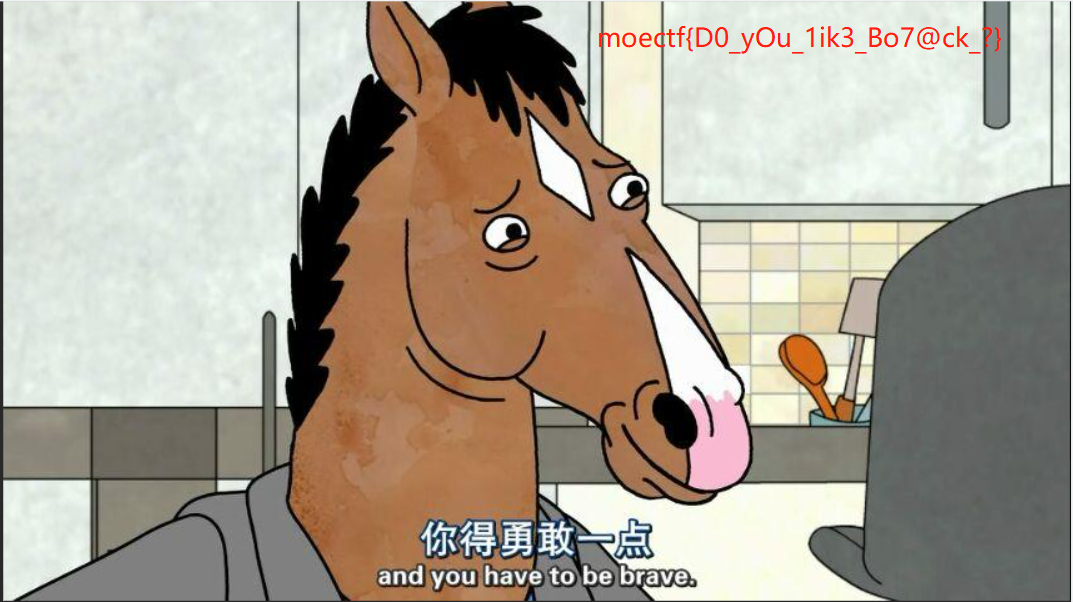 moectf{D0_yOu_1ik3_Bo7@ck_?}
你得勇敢一点
and you have to be brave.